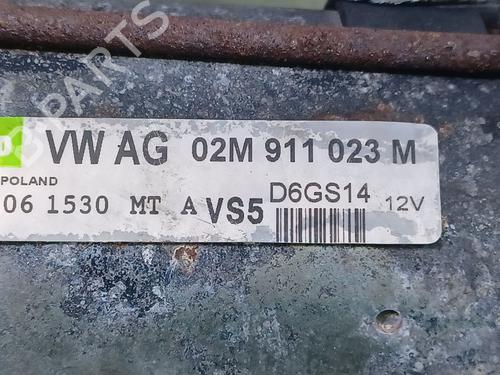 VW AG 02M 911 023 M
POLAND
06 1530 MT A VS5 D6GS14 12V
PARTS